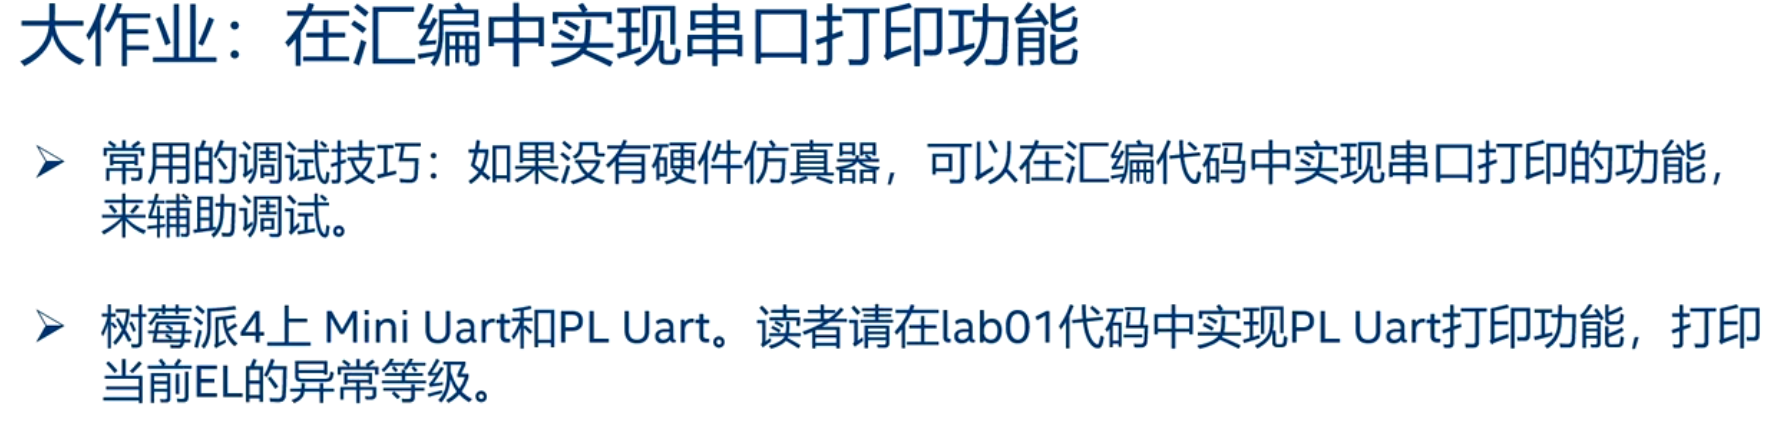 大作业：在汇编中实现串口打印功能
➢ 常用的调试技巧：如果没有硬件仿真器，可以在汇编代码中实现串口打印的功能，
来辅助调试。
➢ 树莓派4上 Mini Uart和PL Uart。读者请在lab01代码中实现PL Uart打印功能，打印
当前EL的异常等级。